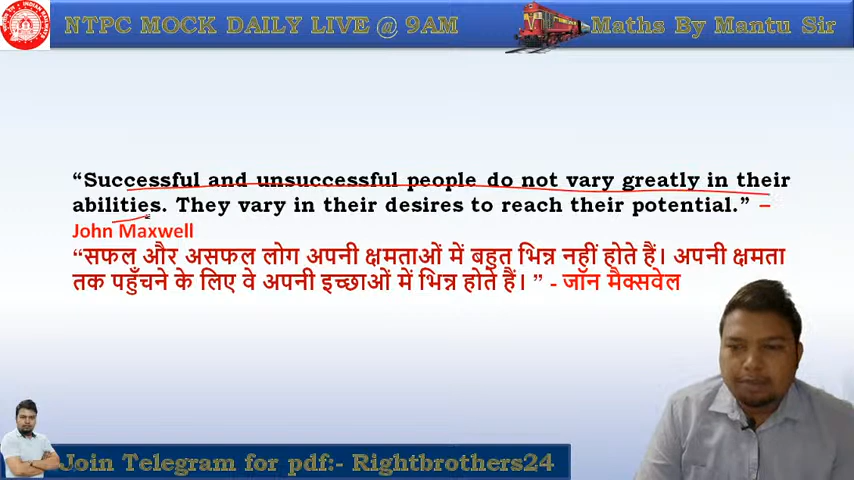 NTPC MOCK DAILY LIVE @ 9AM
Maths By Mantu Sir
“Successful and unsuccessful people do not vary greatly in their
abilities. They vary in their desires to reach their potential.” –
John Maxwell
“सफल और असफल लोग अपनी क्षमताओं में बहुत भिन्न नहीं होते हैं। अपनी क्षमता
तक पहुँचने के लिए वे अपनी इच्छाओं में भिन्न होते हैं। ” - जॉन मैक्सवेल
Join Telegram for pdf:- Rightbrothers24